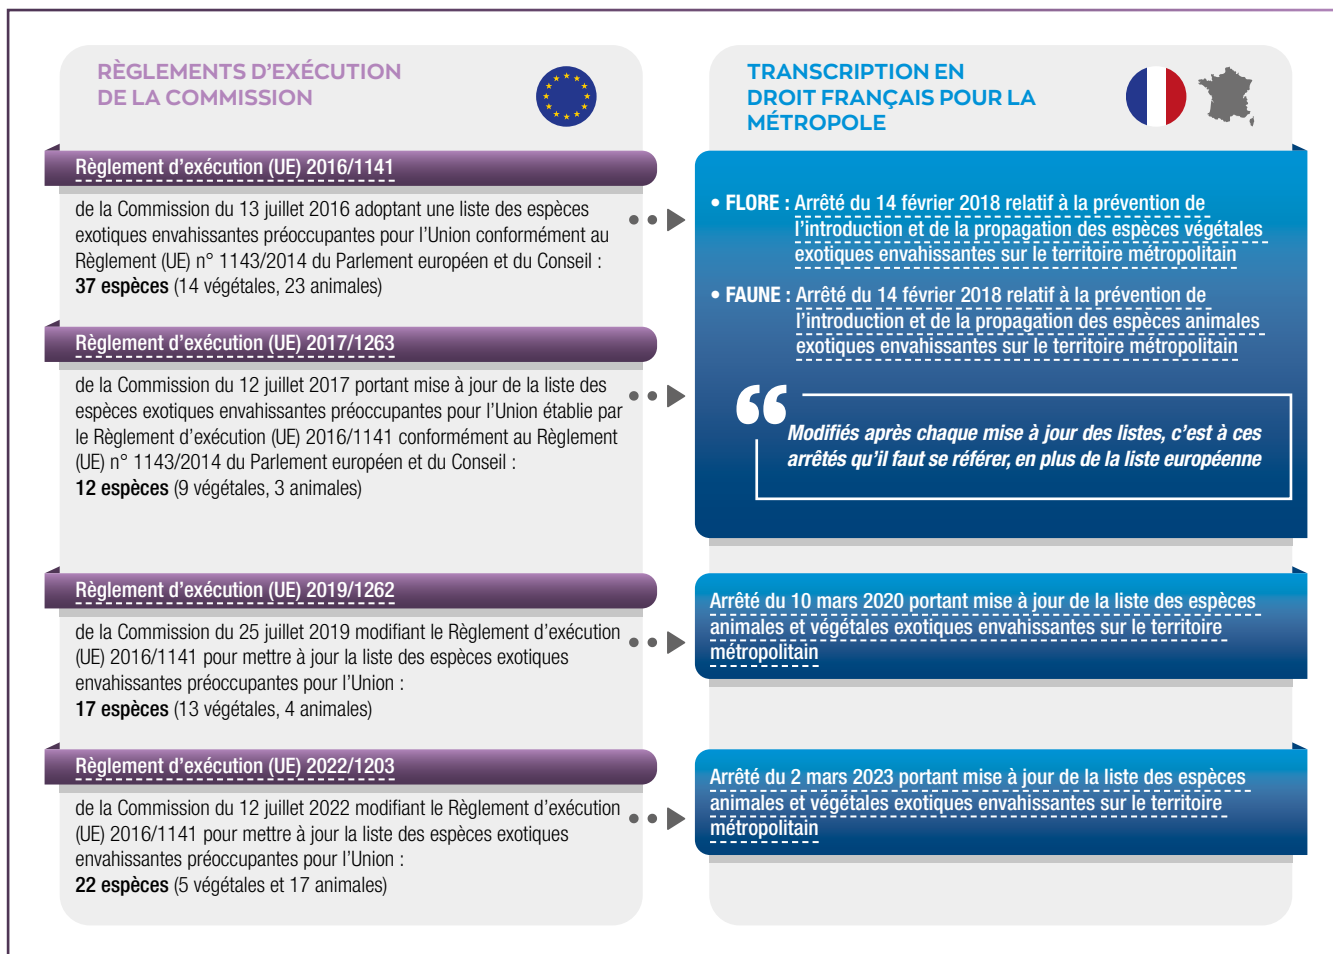 RÈGLEMENTS D'EXÉCUTION
DE LA COMMISSION
Règlement d'exécution (UE) 2016/1141
de la Commission du 13 juillet 2016 adoptant une liste des espèces
exotiques envahissantes préoccupantes pour l'Union conformément au
Règlement (UE) n° 1143/2014 du Parlement européen et du Conseil :
37 espèces (14 végétales, 23 animales)
Règlement d'exécution (UE) 2017/1263
de la Commission du 12 juillet 2017 portant mise à jour de la liste des
espèces exotiques envahissantes préoccupantes pour l'Union établie par
le Règlement d'exécution (UE) 2016/1141 conformément au Règlement
(UE) n° 1143/2014 du Parlement européen et du Conseil :
12 espèces (9 végétales, 3 animales)
Règlement d'exécution (UE) 2019/1262
de la Commission du 25 juillet 2019 modifiant le Règlement d'exécution
(UE) 2016/1141 pour mettre à jour la liste des espèces exotiques
envahissantes préoccupantes pour l'Union :
17 espèces (13 végétales, 4 animales)
Règlement d'exécution (UE) 2022/1203
de la Commission du 12 juillet 2022 modifiant le Règlement d'exécution
(UE) 2016/1141 pour mettre à jour la liste des espèces exotiques
envahissantes préoccupantes pour l'Union :
22 espèces (5 végétales et 17 animales)
TRANSCRIPTION EN
DROIT FRANÇAIS POUR LA
MÉTROPOLE
• FLORE : Arrêté du 14 février 2018 relatif à la prévention de
l'introduction et de la propagation des espèces végétales
exotiques envahissantes sur le territoire métropolitain
• FAUNE : Arrêté du 14 février 2018 relatif à la prévention de
l'introduction et de la propagation des espèces animales
exotiques envahissantes sur le territoire métropolitain
“
Modifiés après chaque mise à jour des listes, c'est à ces
arrêtés qu'il faut se référer, en plus de la liste européenne
Arrêté du 10 mars 2020 portant mise à jour de la liste des espèces
animales et végétales exotiques envahissantes sur le territoire
métropolitain
Arrêté du 2 mars 2023 portant mise à jour de la liste des espèces
animales et végétales exotiques envahissantes sur le territoire
métropolitain